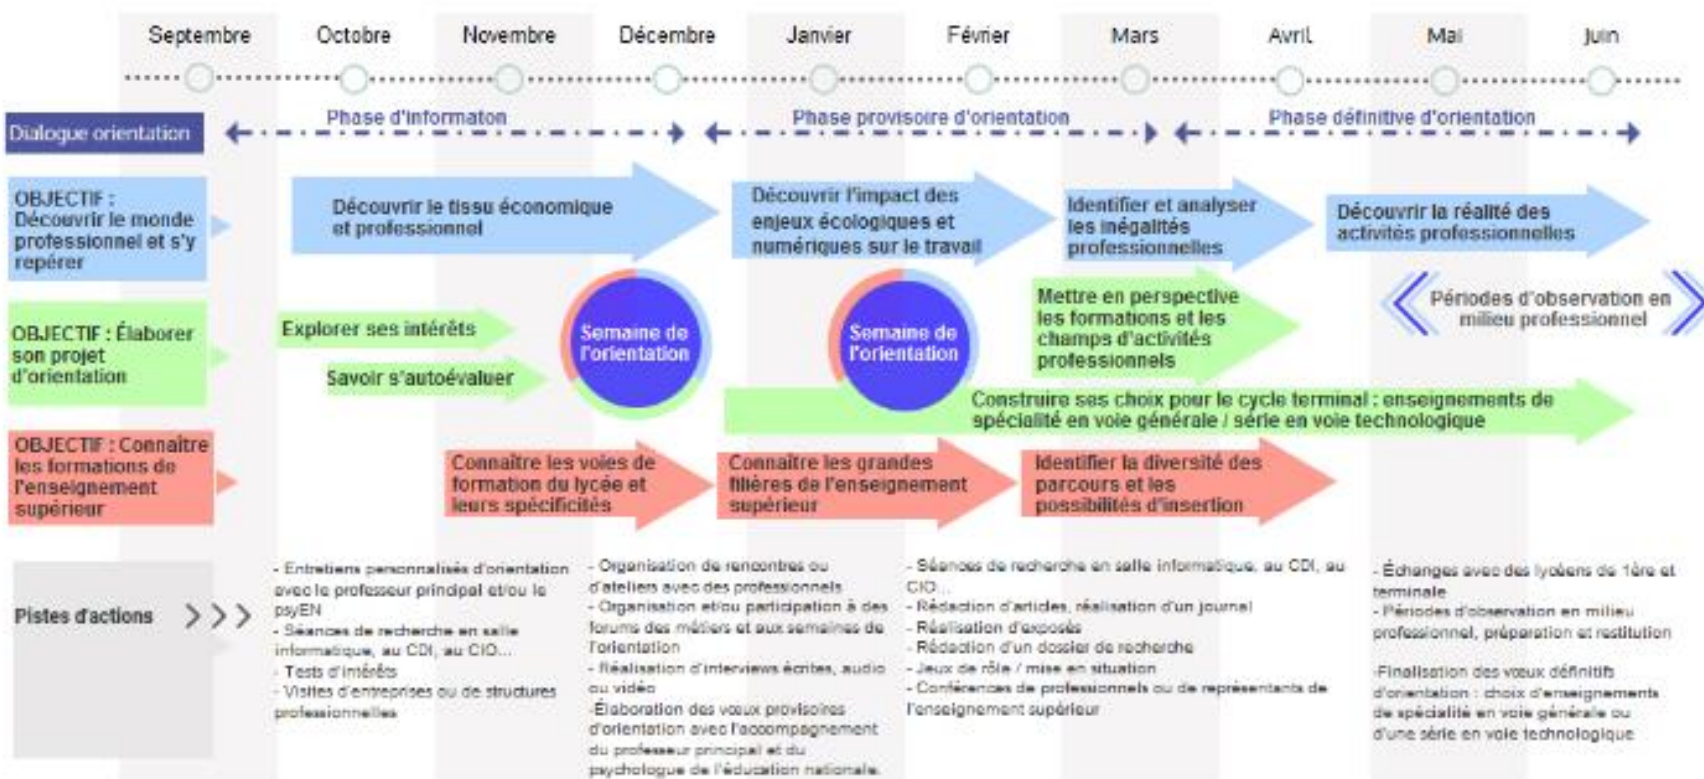 Septembre
Octobre
Novembre
Décembre
Janvier
Février
Mars
Avril
Mai
Juin
Dialogue orientation
Phase d'informaton
Phase provisoire d'orientation
Phase définitive d'orientation
OBJECTIF :
Découvrir le monde
professionnel et s'y
repérer
Découvrir le tissu économique
et professionnel
Découvrir l'impact des
enjeux écologiques et
numériques sur le travail
Identifier et analyser
les inégalités
professionnelles
Découvrir la réalité des
activités professionnelles
OBJECTIF : Élaborer
son projet
d'orientation
Explorer ses intérêts
Savoir s'autoévaluer
Semaine de
l'orientation
Semaine de
l'orientation
Mettre en perspective
les formations et les
champs d'activités
professionnels
Périodes d'observation en
milieu professionnel
Construire ses choix pour le cycle terminal : enseignements de
spécialité en voie générale / série en voie technologique
OBJECTIF : Connaître
les formations de
l'enseignement
supérieur
Connaître les voies de
formation du lycée et
leurs spécificités
Connaître les grandes
filières de l'enseignement
supérieur
Identifier la diversité des
parcours et les
possibilités d'insertion
Pistes d'actions
- Entretiens personnalisés d'orientation
avec le professeur principal et/ou le
psyEN
- Séances de recherche en salle
informatique, au CDI, au CIO...
- Tests d'intérêts
- Visites d'entreprises ou de structures
professionnelles
- Organisation de rencontres ou
d'ateliers avec des professionnels
- Organisation et/ou participation à des
forums des métiers et aux semaines de
l'orientation
- Réalisation d'interviews écrites, audio
ou vidéo
-Élaboration des vœux provisoires
d'orientation avec l'accompagnement
du professeur principal et du
psychologue de l'éducation nationale.
- Séances de recherche en salle informatique, au CDI, au
CIO...
- Rédaction d'articles, réalisation d'un journal
- Réalisation d'exposés
- Rédaction d'un dossier de recherche
- Jeux de rôle / mise en situation
- Conférences de professionnels ou de représentants de
l'enseignement supérieur
- Échanges avec des lycéens de 1ère et
terminale
- Périodes d'observation en milieu
professionnel, préparation et restitution
-Finalisation des vœux définitifs
d'orientation : choix d'enseignements
de spécialité en voie générale ou
d'une série en voie technologique